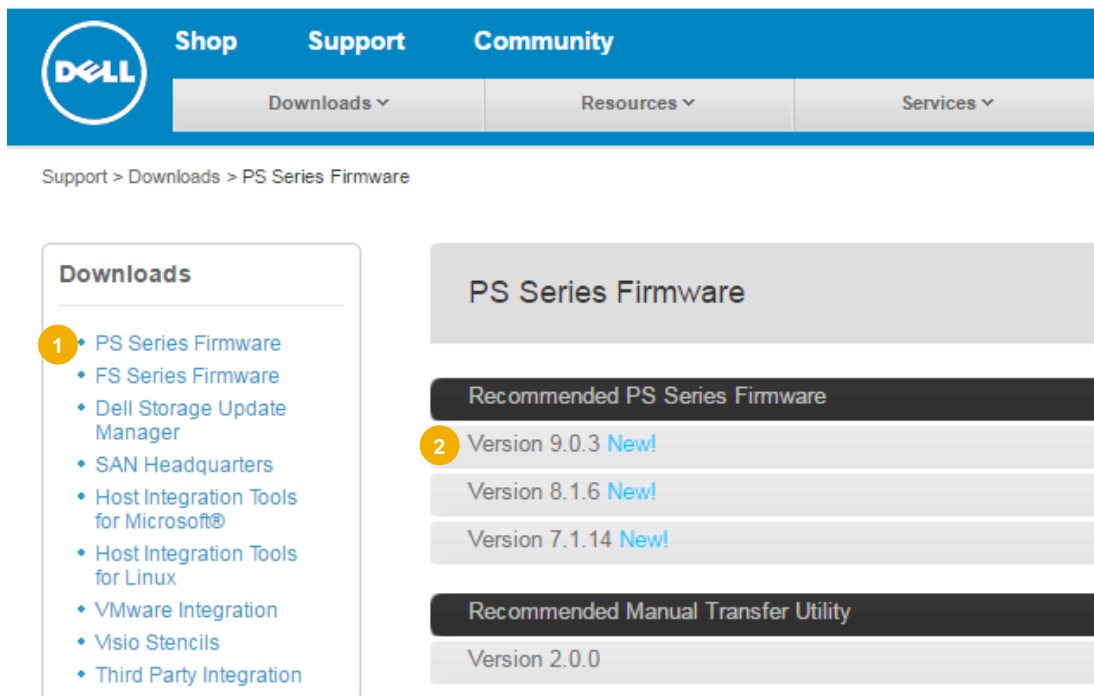 DELL
Shop Support Community
Downloads Resources Services
Support > Downloads > PS Series Firmware
Downloads
1 • PS Series Firmware
• FS Series Firmware
• Dell Storage Update
Manager
• SAN Headquarters
• Host Integration Tools
for Microsoft®
• Host Integration Tools
for Linux
• VMware Integration
• Visio Stencils
• Third Party Integration
PS Series Firmware
Recommended PS Series Firmware
2 Version 9.0.3 New!
Version 8.1.6 New!
Version 7.1.14 New!
Recommended Manual Transfer Utility
Version 2.0.0